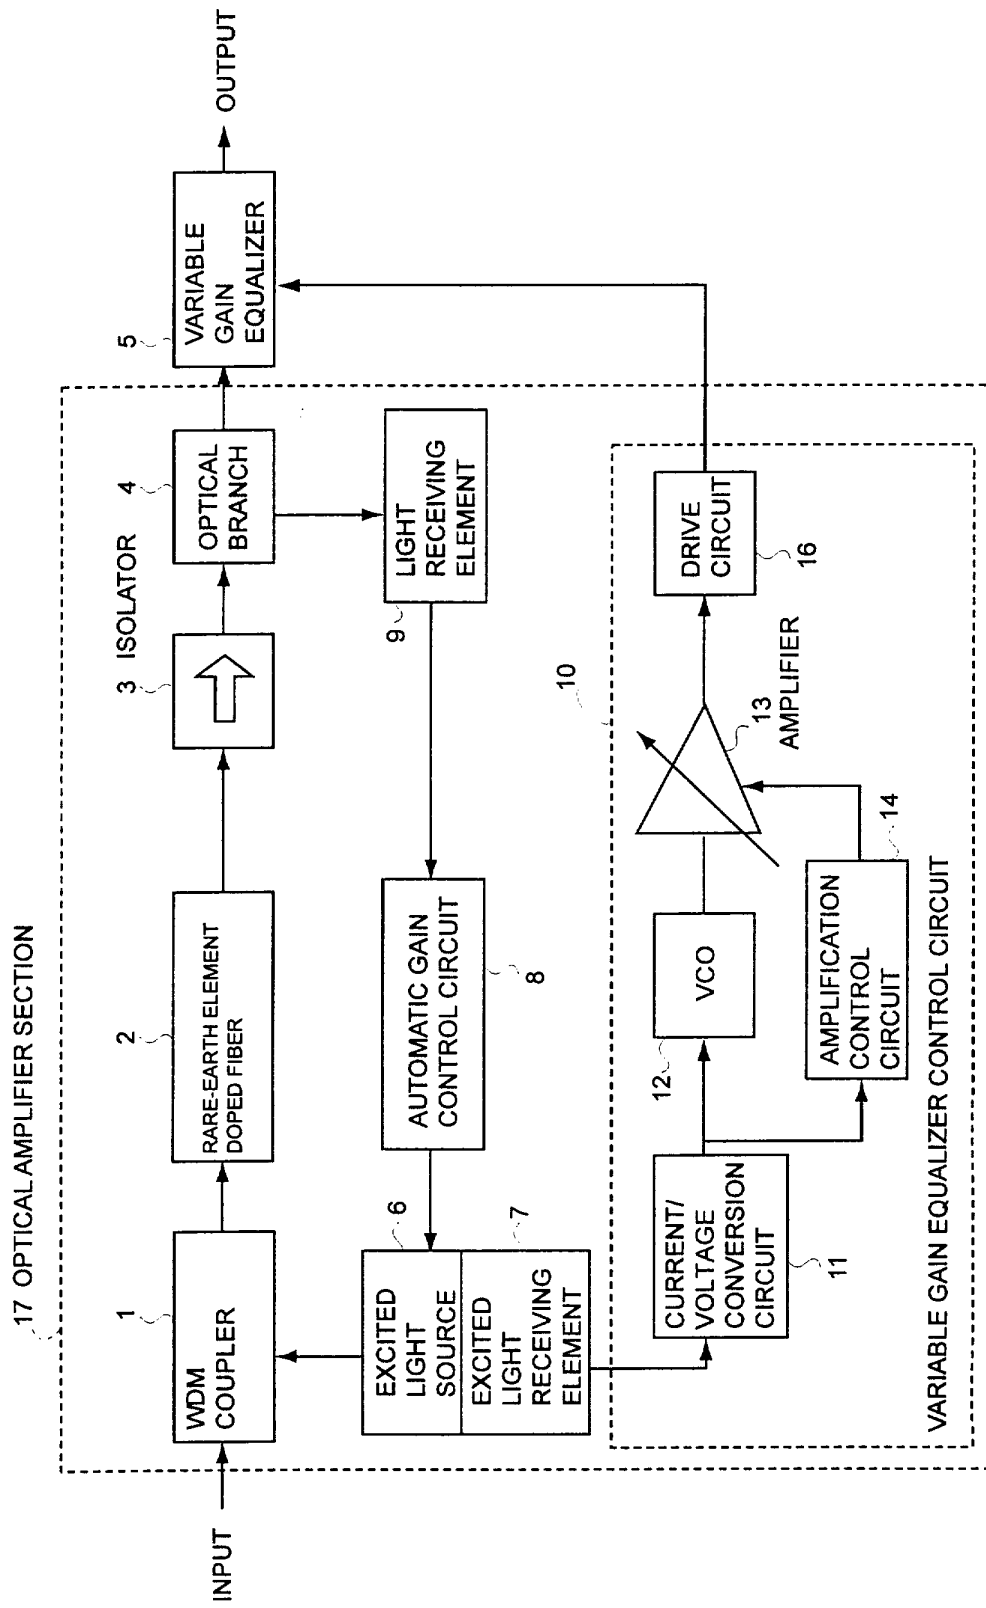 17 OPTICAL AMPLIFIER SECTION
INPUT
1
WDM
COUPLER
2
RARE-EARTH ELEMENT
DOPED FIBER
3
ISOLATOR
4
OPTICAL
BRANCH
5
VARIABLE
GAIN
EQUALIZER
OUTPUT
6
EXCITED
LIGHT
SOURCE
7
EXCITED
LIGHT
RECEIVING
ELEMENT
AUTOMATIC GAIN
CONTROL CIRCUIT
8
9
LIGHT
RECEIVING
ELEMENT
10
CURRENT/
VOLTAGE
CONVERSION
CIRCUIT
11
12
VCO
13
AMPLIFIER
14
AMPLIFICATION
CONTROL
CIRCUIT
DRIVE
CIRCUIT
16
VARIABLE GAIN EQUALIZER CONTROL CIRCUIT